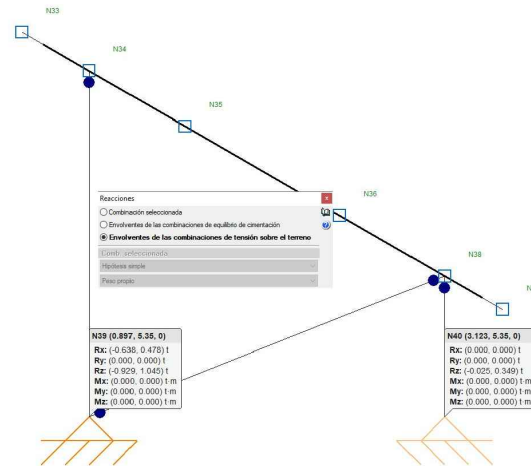 N33
N34
N35
Reacciones
Combinación seleccionada
Envolventes de las combinaciones de equilibrio de cimentación
Envolventes de las combinaciones de tensión sobre el terreno
Comb. seleccionada
Hipótesis simple
Peso propio
N36
N38
N
N39 (0.897, 5.35, 0)
Rx: (-0.638, 0.478) t
Ry: (0.000, 0.000) t
Rz: (-0.929, 1.045) t
Mx: (0.000, 0.000) t·m
My: (0.000, 0.000) t·m
Mz: (0.000, 0.000) t·m
N40 (3.123, 5.35, 0)
Rx: (0.000, 0.000) t
Ry: (0.000, 0.000) t
Rz: (-0.025, 0.349) t
Mx: (0.000, 0.000) t·m
My: (0.000, 0.000) t·m
Mz: (0.000, 0.000) t·m